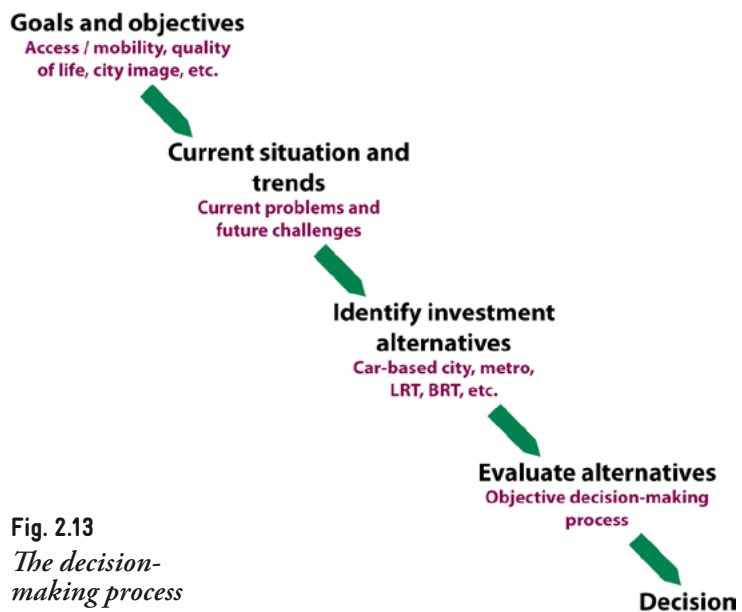 Goals and objectives
Access / mobility, quality
of life, city image, etc.
Current situation and
trends
Current problems and
future challenges
Identify investment
alternatives
Car-based city, metro,
LRT, BRT, etc.
Evaluate alternatives
Objective decision-making
process
Decision
Fig. 2.13
The decision-
making process